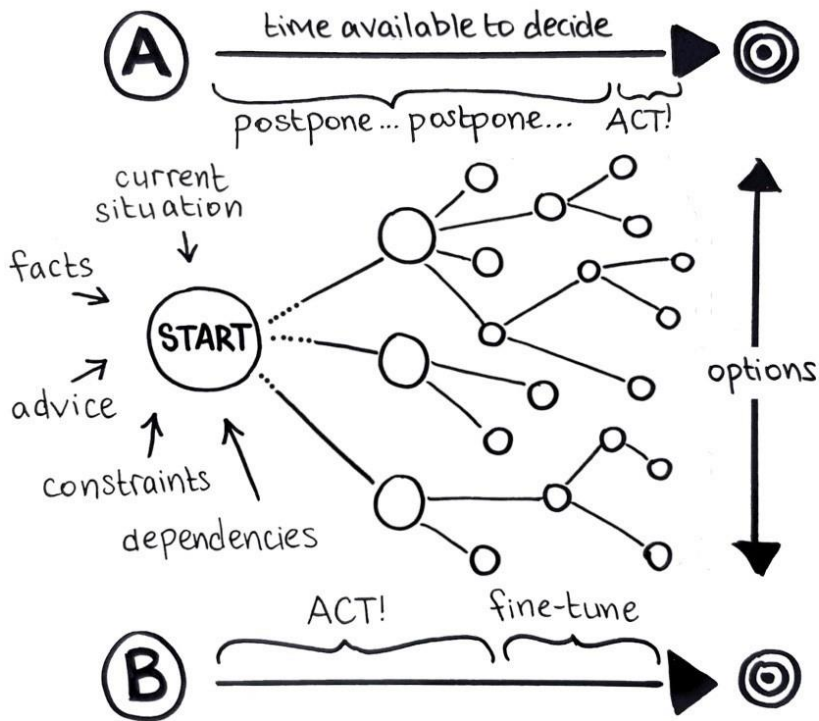 A
time available to decide
postpone... postpone...
ACT!
current
situation
facts
START
advice
constraints
dependencies
options
ACT!
fine-tune
B